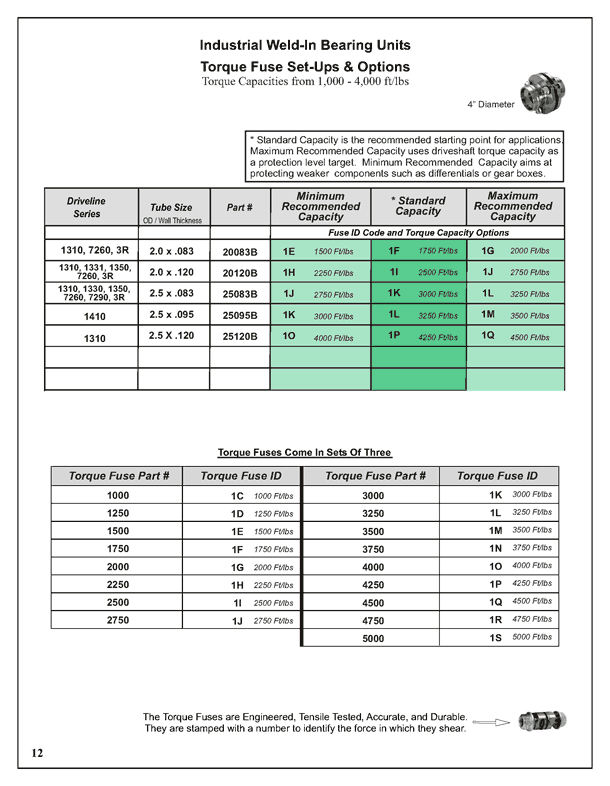 Industrial Weld-In Bearing Units
Torque Fuse Set-Ups & Options
Torque Capacities from 1,000 - 4,000 ft/lbs
4” Diameter
* Standard Capacity is the recommended starting point for applications.
Maximum Recommended Capacity uses driveshaft torque capacity as
a protection level target. Minimum Recommended Capacity aims at
protecting weaker components such as differentials or gear boxes.
Driveline Series Tube Size OD / Wall Thickness Part # Minimum Recommended Capacity * Standard Capacity Maximum Recommended Capacity
Fuse ID Code and Torque Capacity Options
1310, 7260, 3R 2.0 x .083 20083B 1E 1500 Ft/lbs 1F 1750 Ft/lbs 1G 2000 Ft/lbs
1310, 1331, 1350, 7260, 3R 2.0 x .120 20120B 1H 2250 Ft/lbs 1I 2500 Ft/lbs 1J 2750 Ft/lbs
1310, 1330, 1350, 7260, 7290, 3R 2.5 x .083 25083B 1J 2750 Ft/lbs 1K 3000 Ft/lbs 1L 3250 Ft/lbs
1410 2.5 x .095 25095B 1K 3000 Ft/lbs 1L 3250 Ft/lbs 1M 3500 Ft/lbs
1310 2.5 X .120 25120B 1O 4000 Ft/lbs 1P 4250 Ft/lbs 1Q 4500 Ft/lbs
Torque Fuses Come In Sets Of Three
Torque Fuse Part # Torque Fuse ID Torque Fuse Part # Torque Fuse ID
1000 1C 1000 Ft/lbs 3000 1K 3000 Ft/lbs
1250 1D 1250 Ft/lbs 3250 1L 3250 Ft/lbs
1500 1E 1500 Ft/lbs 3500 1M 3500 Ft/lbs
1750 1F 1750 Ft/lbs 3750 1N 3750 Ft/lbs
2000 1G 2000 Ft/lbs 4000 1O 4000 Ft/lbs
2250 1H 2250 Ft/lbs 4250 1P 4250 Ft/lbs
2500 1I 2500 Ft/lbs 4500 1Q 4500 Ft/lbs
2750 1J 2750 Ft/lbs 4750 1R 4750 Ft/lbs
5000 1S 5000 Ft/lbs
The Torque Fuses are Engineered, Tensile Tested, Accurate, and Durable.
They are stamped with a number to identify the force in which they shear.
12